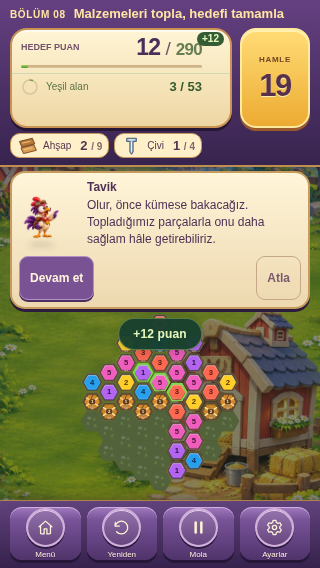 BÖLÜM 08 Malzemeleri topla, hedefi tamamla
HEDEF PUAN 12 / 290
+12
Yeşil alan 3 / 53
HAMLE
19
Ahşap 2 / 9
Çivi 1 / 4
Tavik
Olur, önce kümese bakacağız.
Topladığımız parçalarla onu daha
sağlam hâle getirebiliriz.
Devam et
Atla
+12 puan
Menü
Yeniden
Mola
Ayarlar